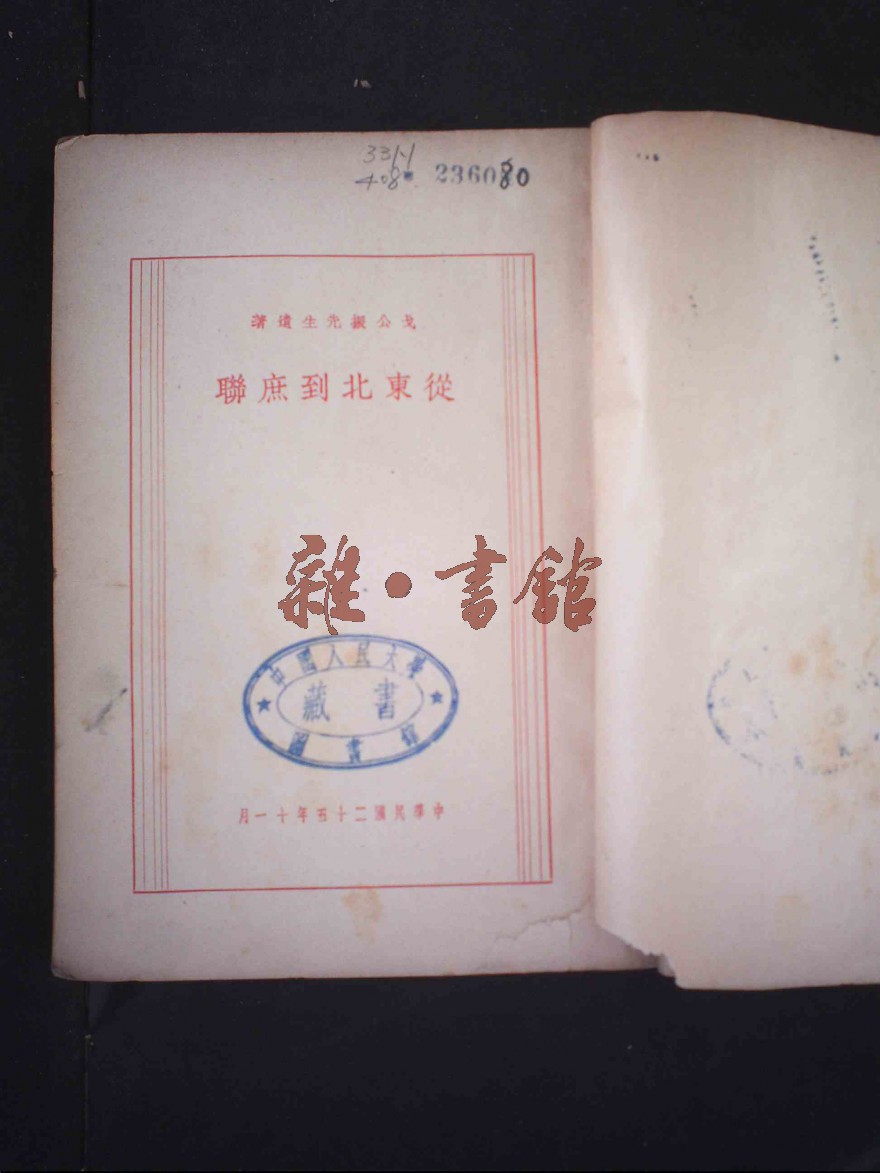 408
236080
戈公振先生遺著
從東北到庶聯
雜•書館
中國人民大學
藏書
圖書館
中華民國二十五年十一月